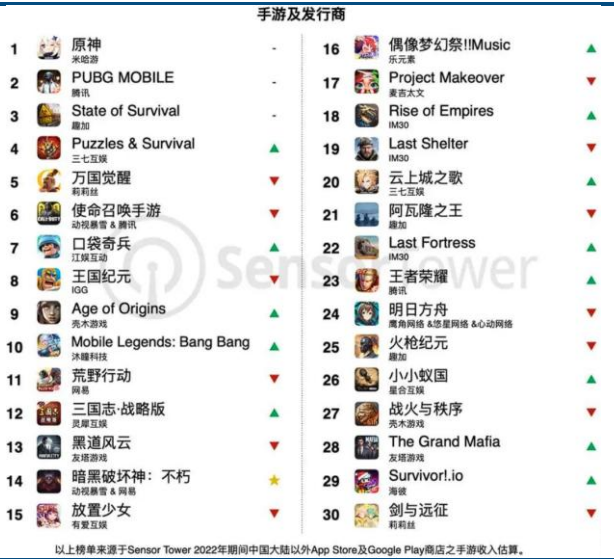 手游及发行商
1 原神 -
米哈游
2 PUBG MOBILE -
腾讯
3 State of Survival -
趣加
4 Puzzles & Survival ▲
三七互娱
5 万国觉醒 ▼
莉莉丝
6 使命召唤手游 ▼
动视暴雪 & 腾讯
7 口袋奇兵 ▲
江娱互动
8 王国纪元 ▼
IGG
9 Age of Origins ▲
壳木游戏
10 Mobile Legends: Bang Bang ▲
沐瞳科技
11 荒野行动 ▼
网易
12 三国志·战略版 ▲
灵犀互娱
13 黑道风云 ▼
友塔游戏
14 暗黑破坏神：不朽 ★
动视暴雪 & 网易
15 放置少女 ▼
有爱互娱
16 偶像梦幻祭!!Music ▲
乐元素
17 Project Makeover ▼
麦吉太文
18 Rise of Empires ▲
IM30
19 Last Shelter ▼
IM30
20 云上城之歌 ▲
三七互娱
21 阿瓦隆之王 ▼
趣加
22 Last Fortress ▲
IM30
23 王者荣耀 ▲
腾讯
24 明日方舟 ▼
鹰角网络 &悠星网络 &心动网络
25 火枪纪元 ▼
趣加
26 小小蚁国 ▲
星合互娱
27 战火与秩序 ▼
壳木游戏
28 The Grand Mafia ▲
友塔游戏
29 Survivor!.io ▲
海彼
30 剑与远征 ▼
莉莉丝
SensorTower
以上榜单来源于Sensor Tower 2022年期间中国大陆以外App Store及Google Play商店之手游收入估算。